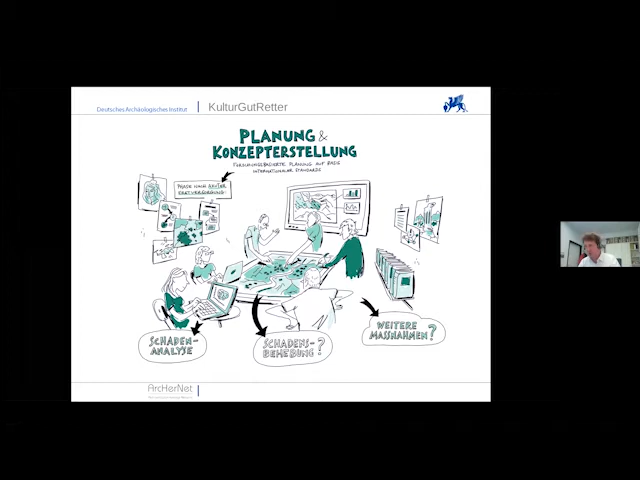 Deutsches Archäologisches Institut
KulturGutRetter
PLANUNG &
KONZEPTERSTELLUNG
FORSCHUNGSBASIERTE PLANUNG AUF BASIS
INTERNATIONALER STANDARDS
PHASE NACH AKUTER
ERSTVERSORGUNG
SCHADEN-
ANALYSE
SCHADENS-
BEHEBUNG?
WEITERE
MASSNAHMEN?
ArcHerNet